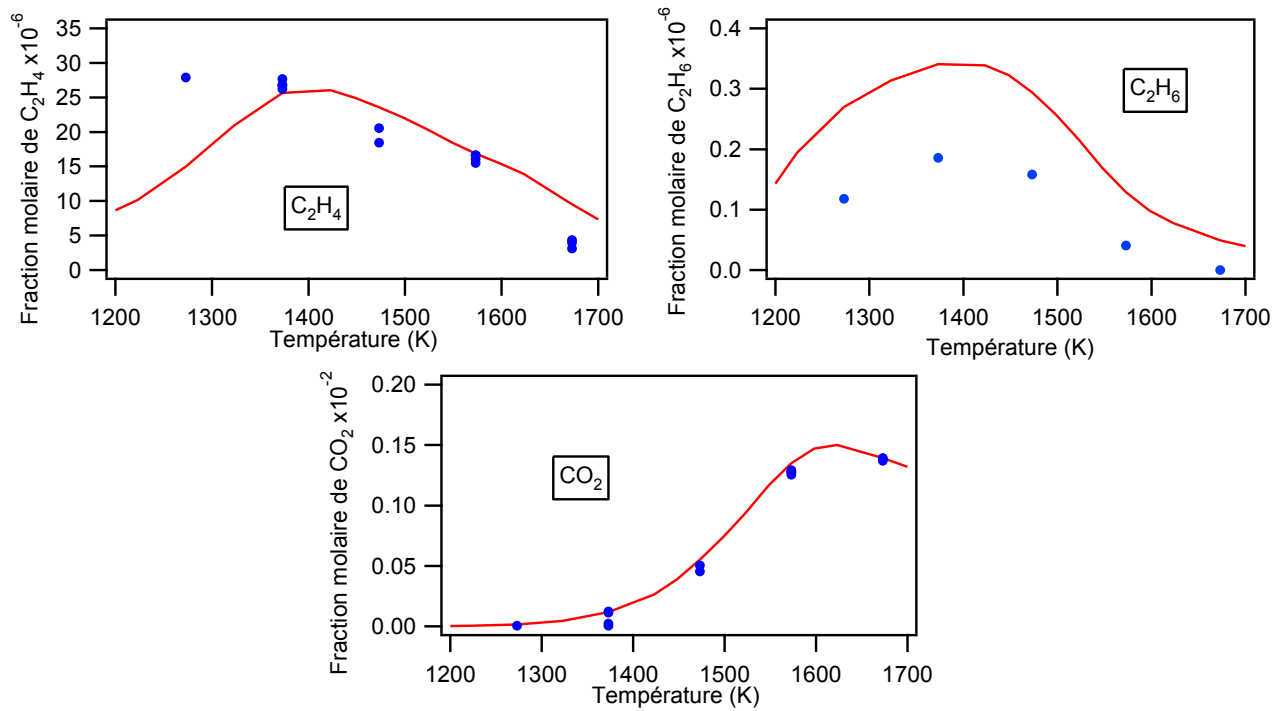 Fraction molaire de C₂H₄ x10⁻⁶
35
30
25
20
15
10
5
0
C₂H₄
1200 1300 1400 1500 1600 1700
Température (K)
Fraction molaire de C₂H₆ x10⁻⁶
0.4
0.3
0.2
0.1
0.0
C₂H₆
1200 1300 1400 1500 1600 1700
Température (K)
Fraction molaire de CO₂ x10⁻²
0.20
0.15
0.10
0.05
0.00
CO₂
1200 1300 1400 1500 1600 1700
Température (K)